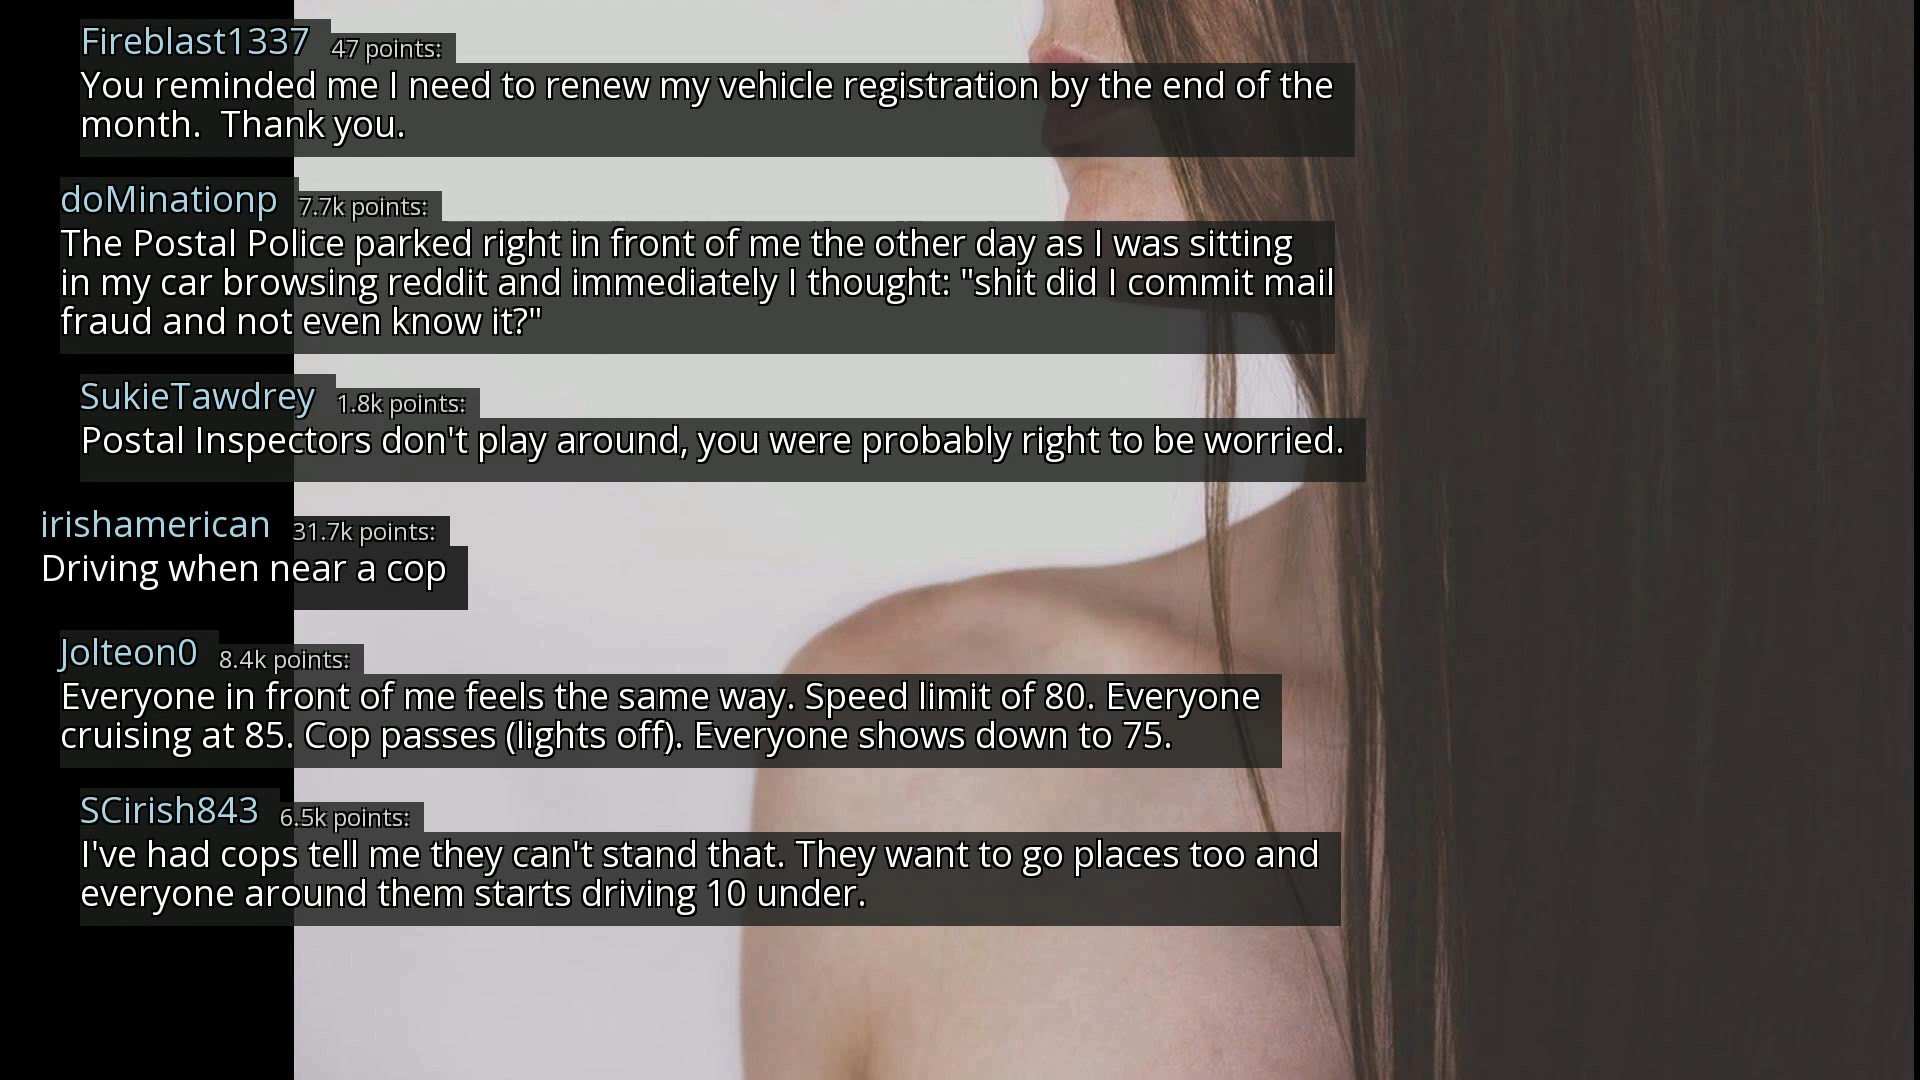 Fireblast1337 47 points:
You reminded me I need to renew my vehicle registration by the end of the
month.  Thank you.
doMinationp 7.7k points:
The Postal Police parked right in front of me the other day as I was sitting
in my car browsing reddit and immediately I thought: "shit did I commit mail
fraud and not even know it?"
SukieTawdrey 1.8k points:
Postal Inspectors don't play around, you were probably right to be worried.
irishamerican 31.7k points:
Driving when near a cop
Jolteon0 8.4k points:
Everyone in front of me feels the same way. Speed limit of 80. Everyone
cruising at 85. Cop passes (lights off). Everyone shows down to 75.
SCirish843 6.5k points:
I've had cops tell me they can't stand that. They want to go places too and
everyone around them starts driving 10 under.